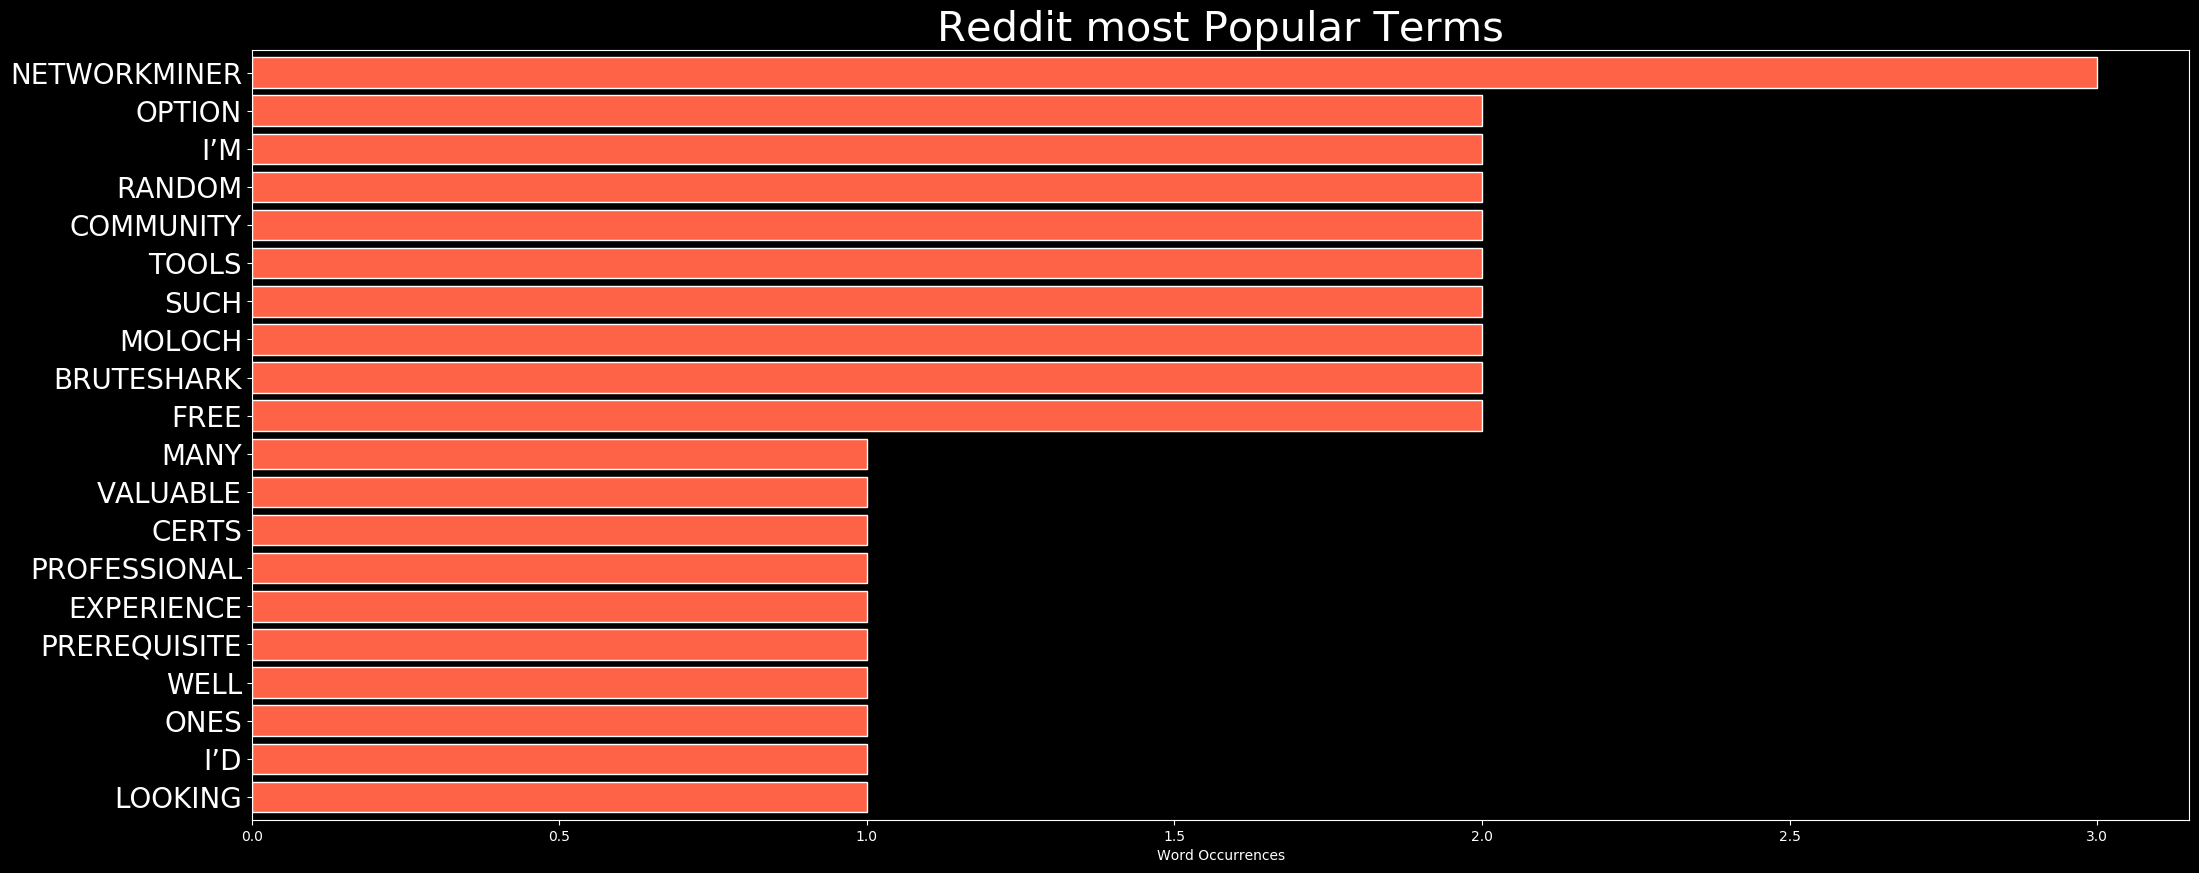 Reddit most Popular Terms
NETWORKMINER
OPTION
I’M
RANDOM
COMMUNITY
TOOLS
SUCH
MOLOCH
BRUTESHARK
FREE
MANY
VALUABLE
CERTS
PROFESSIONAL
EXPERIENCE
PREREQUISITE
WELL
ONES
I’D
LOOKING
0.0 0.5 1.0 1.5 2.0 2.5 3.0
Word Occurrences